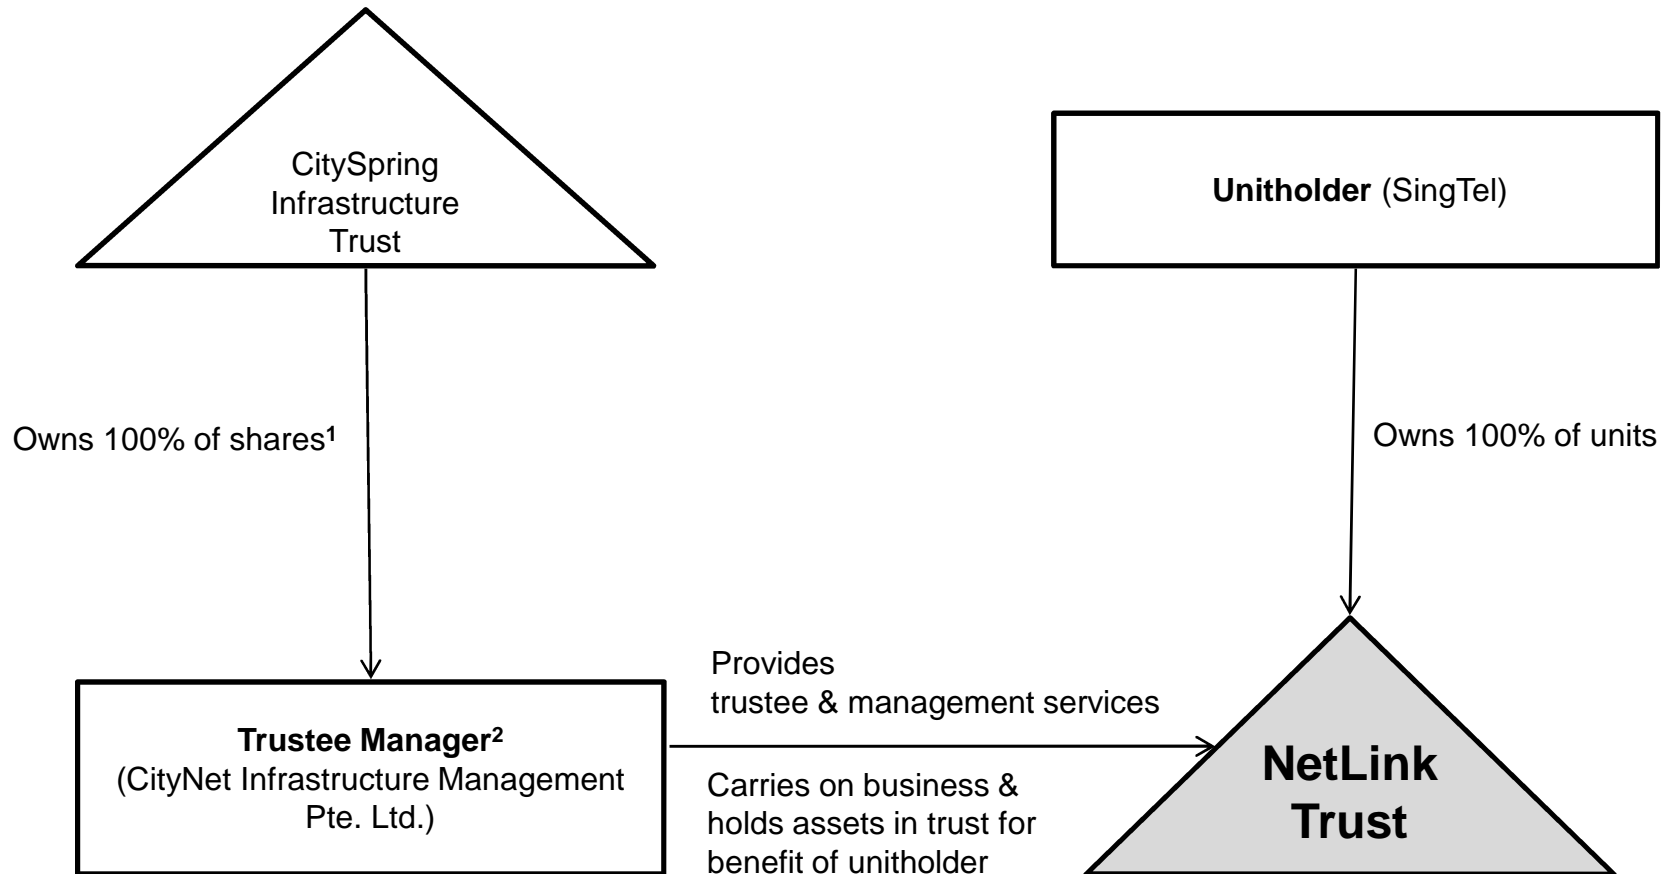 CitySpring
Infrastructure
Trust
Unitholder (SingTel)
Owns 100% of shares¹
Owns 100% of units
Provides
trustee & management services
Trustee Manager²
(CityNet Infrastructure Management
Pte. Ltd.)
Carries on business &
holds assets in trust for
benefit of unitholder
NetLink
Trust